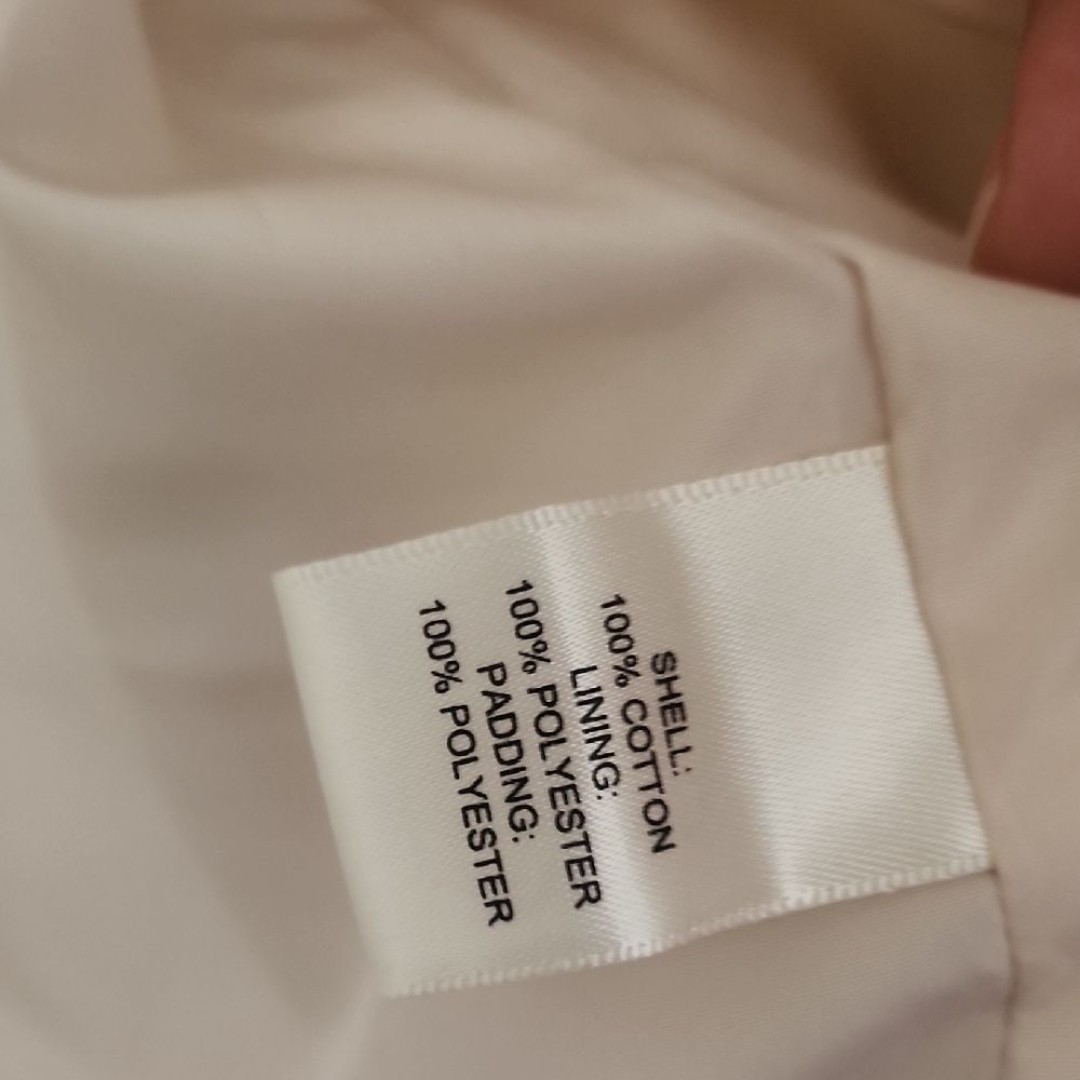 SHELL:
100% COTTON
LINING:
100% POLYESTER
PADDING:
100% POLYESTER